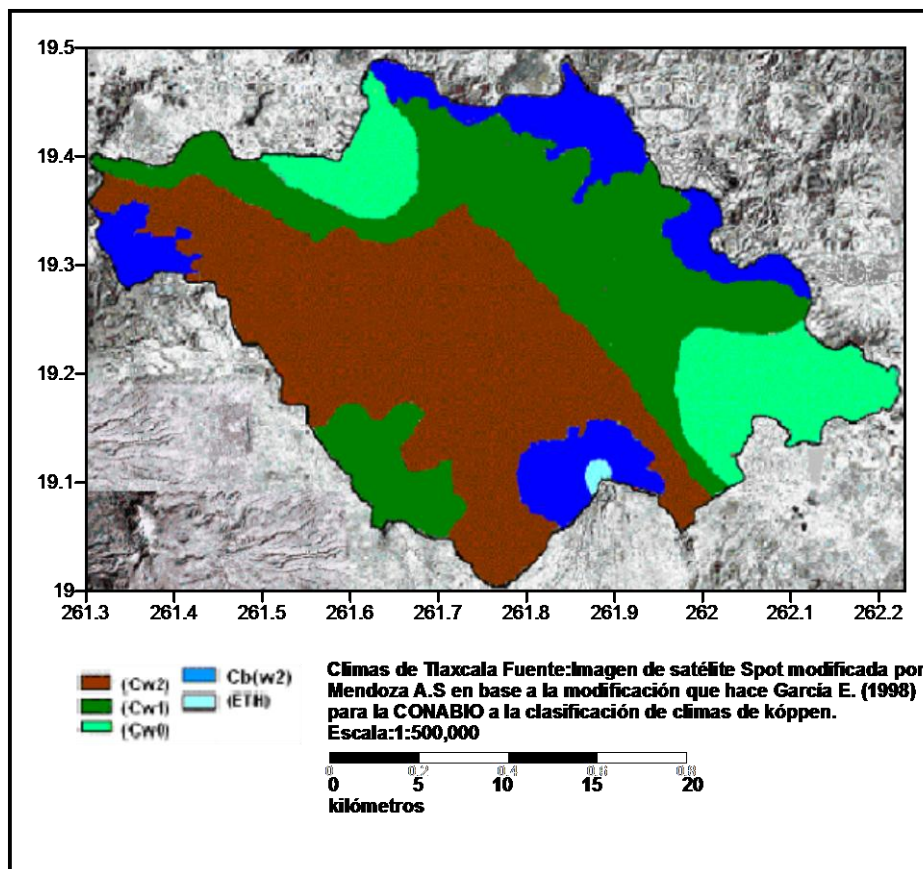 19.5
19.4
19.3
19.2
19.1
19
261.3 261.4 261.5 261.6 261.7 261.8 261.9 262 262.1 262.2
(Cw2) Cb(w2)
(Cw1) (ETH)
(Cw0)
Climas de Tlaxcala Fuente:Imagen de satélite Spot modificada por
Mendoza A.S en base a la modificación que hace García E. (1998)
para la CONABIO a la clasificación de climas de kóppen.
Escala:1:500,000
0 0.2 0.4 0.6 0.8
0 5 10 15 20
kilómetros